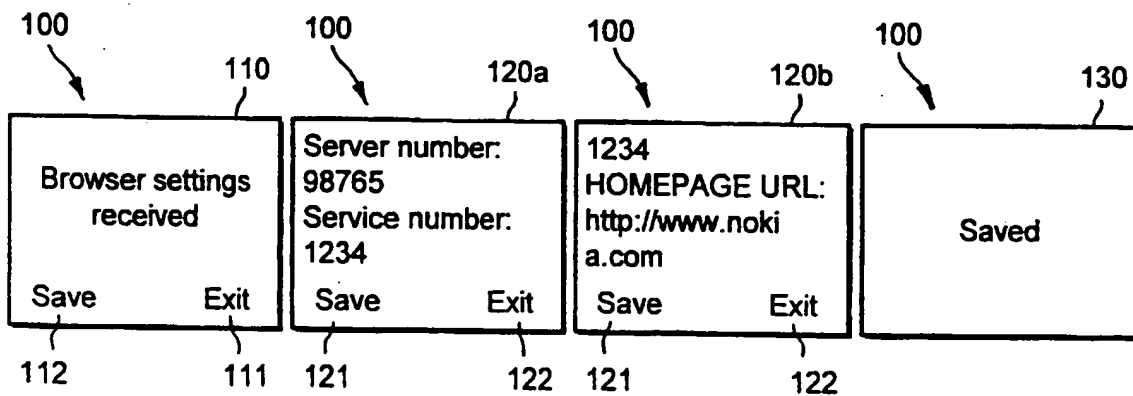 100
100
100
100
110
120a
120b
130
Browser settings
received
Save Exit
112
111
Server number:
98765
Service number:
1234
Save Exit
121
122
1234
HOMEPAGE URL:
http://www.noki
a.com
Save Exit
121
122
Saved